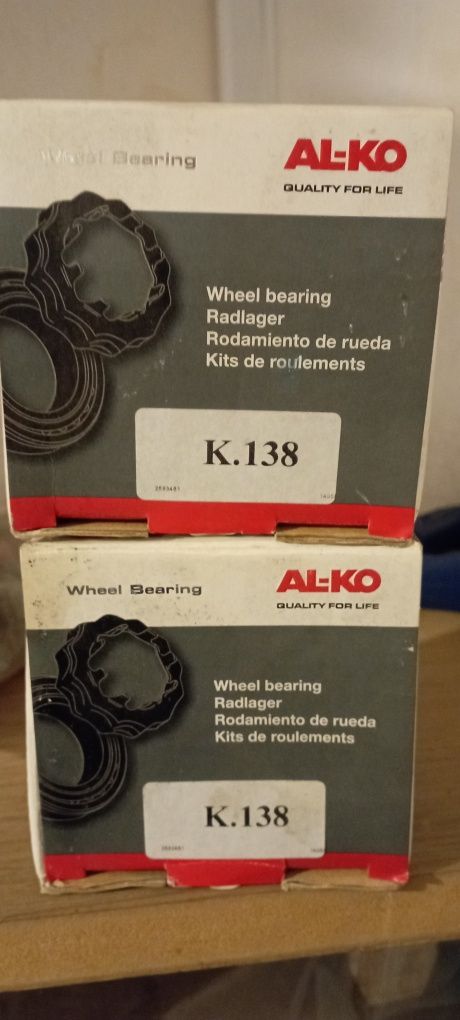 Wheel Bearing
AL-KO
QUALITY FOR LIFE
Wheel bearing
Radlager
Rodamiento de rueda
Kits de roulements
K.138
Wheel Bearing
AL-KO
QUALITY FOR LIFE
Wheel bearing
Radlager
Rodamiento de rueda
Kits de roulements
K.138